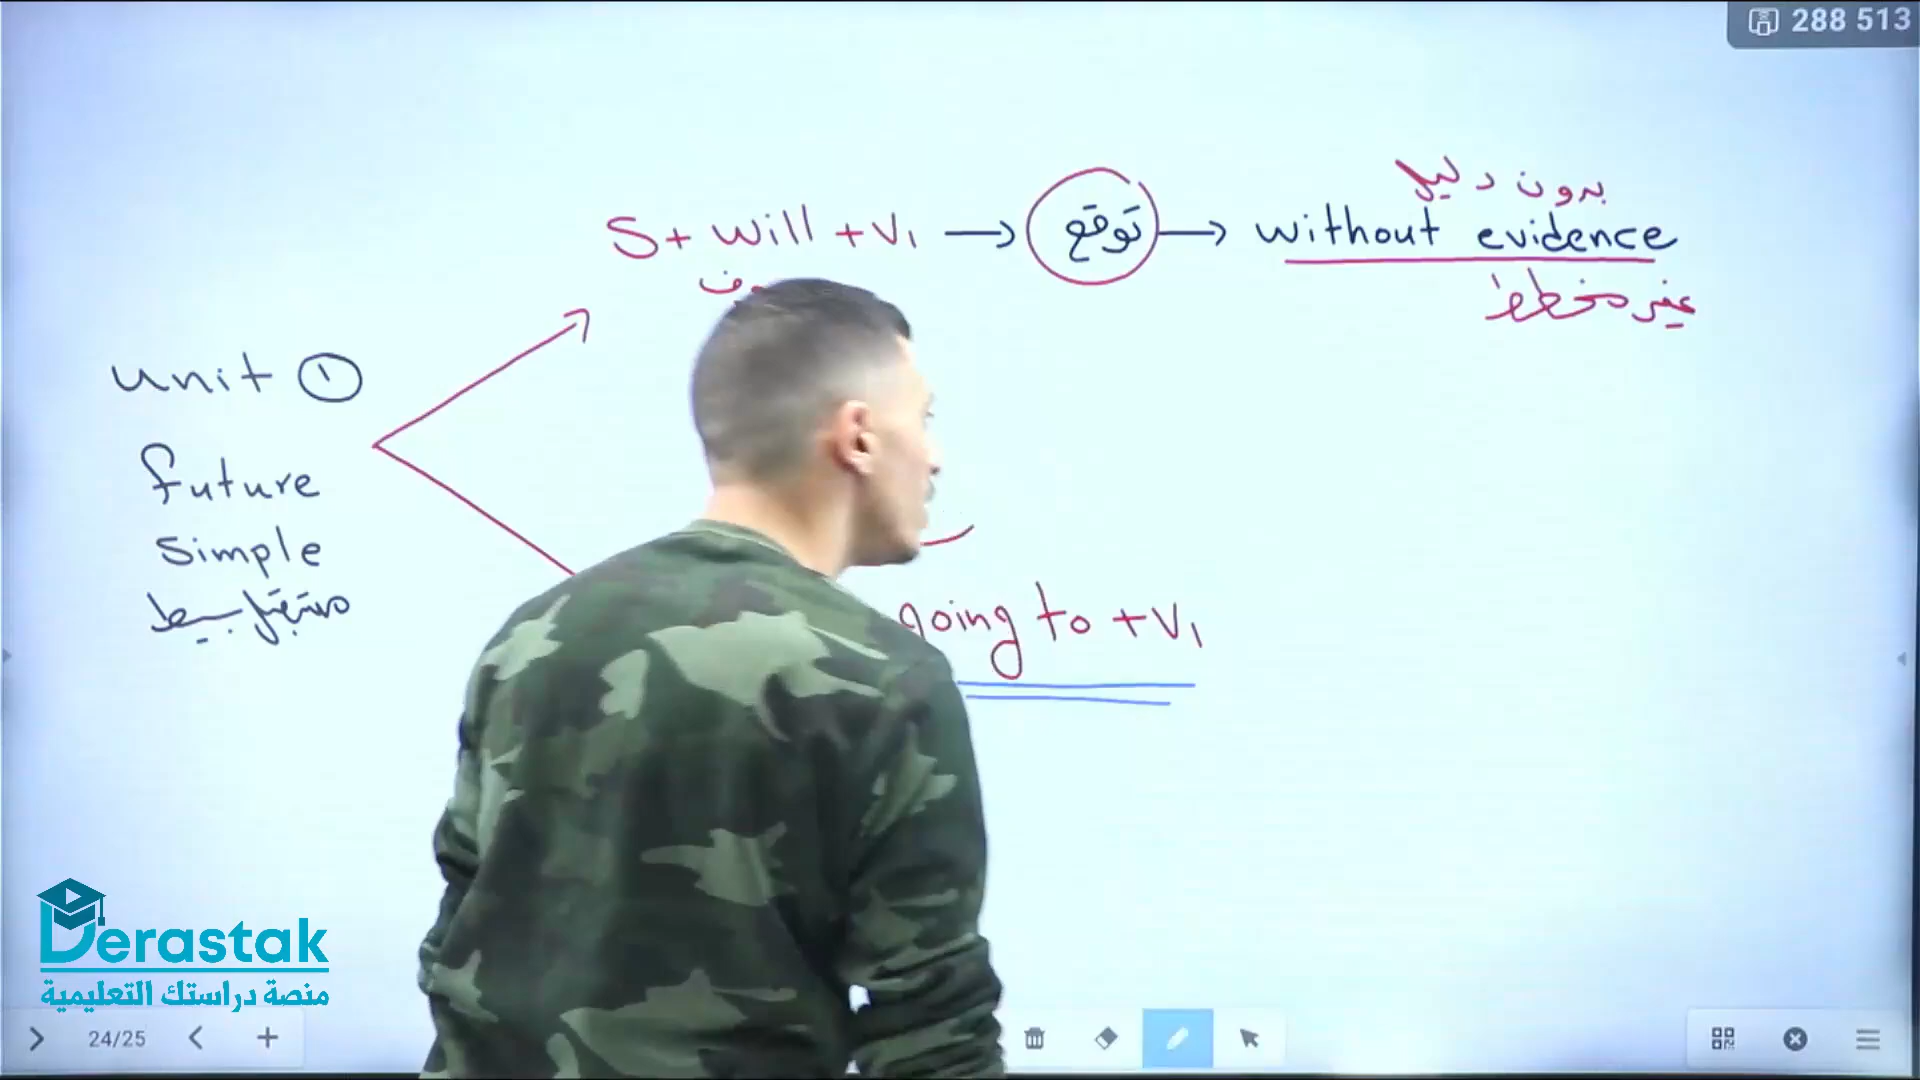 288 513
بدون دليل
S + will + V1 → توقع → without evidence
غير مخطط
unit ①
future
simple
مستقبل بسيط
going to + V1
Derastak
منصة دراستك التعليمية
24/25